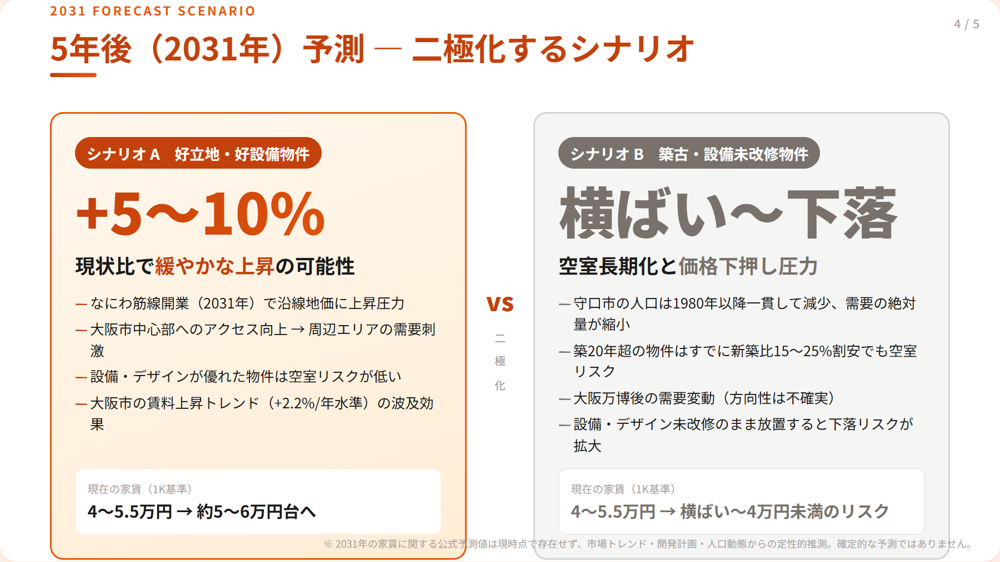 2031 FORECAST SCENARIO
4 / 5
5年後（2031年）予測 — 二極化するシナリオ
シナリオ A　好立地・好設備物件
+5〜10%
現状比で緩やかな上昇の可能性
— なにわ筋線開業（2031年）で沿線地価に上昇圧力
— 大阪市中心部へのアクセス向上 → 周辺エリアの需要刺
激
— 設備・デザインが優れた物件は空室リスクが低い
— 大阪市の賃料上昇トレンド（+2.2%/年水準）の波及効
果
現在の家賃（1K基準）
4〜5.5万円 → 約5〜6万円台へ
VS
二
極
化
シナリオ B　築古・設備未改修物件
横ばい〜下落
空室長期化と価格下押し圧力
— 守口市の人口は1980年以降一貫して減少、需要の絶対
量が縮小
— 築20年超の物件はすでに新築比15〜25%割安でも空室
リスク
— 大阪万博後の需要変動（方向性は不確実）
— 設備・デザイン未改修のまま放置すると下落リスクが
拡大
現在の家賃（1K基準）
4〜5.5万円 → 横ばい〜4万円未満のリスク
※ 2031年の家賃に関する公式予測値は現時点で存在せず、市場トレンド・開発計画・人口動態からの定性的推測。確定的な予測ではありません。